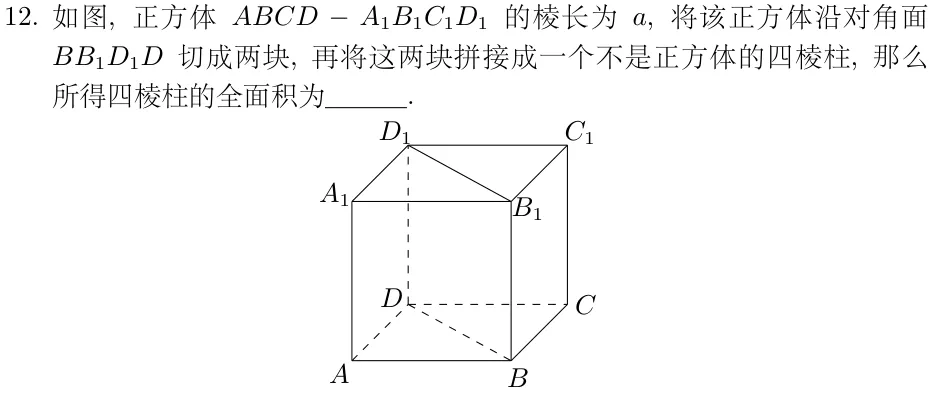 12. 如图, 正方体 ABCD − A₁B₁C₁D₁ 的棱长为 a, 将该正方体沿对角面
BB₁D₁D 切成两块, 再将这两块拼接成一个不是正方体的四棱柱, 那么
所得四棱柱的全面积为______.
D₁ C₁
A₁ B₁
D C
A B